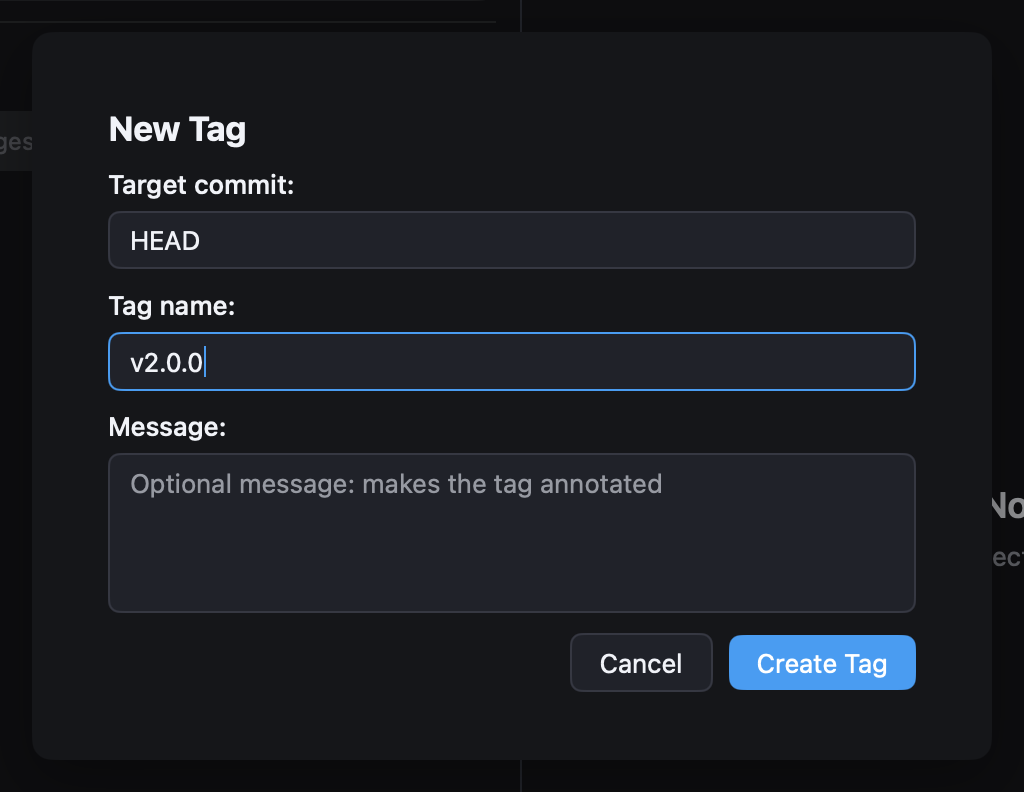 New Tag
Target commit:
HEAD
Tag name:
v2.0.0
Message:
Optional message: makes the tag annotated
Cancel
Create Tag